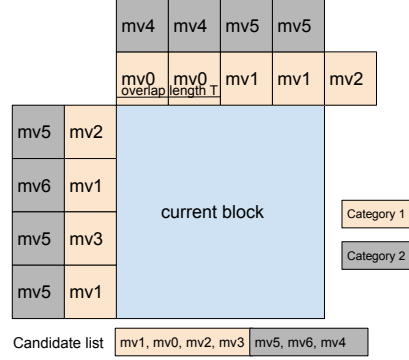 mv4 mv4 mv5 mv5
mv0 mv0 mv1 mv1 mv2
overlap length T
mv5 mv2
mv6 mv1
current block
Category 1
mv5 mv3
Category 2
mv5 mv1
Candidate list mv1, mv0, mv2, mv3 mv5, mv6, mv4